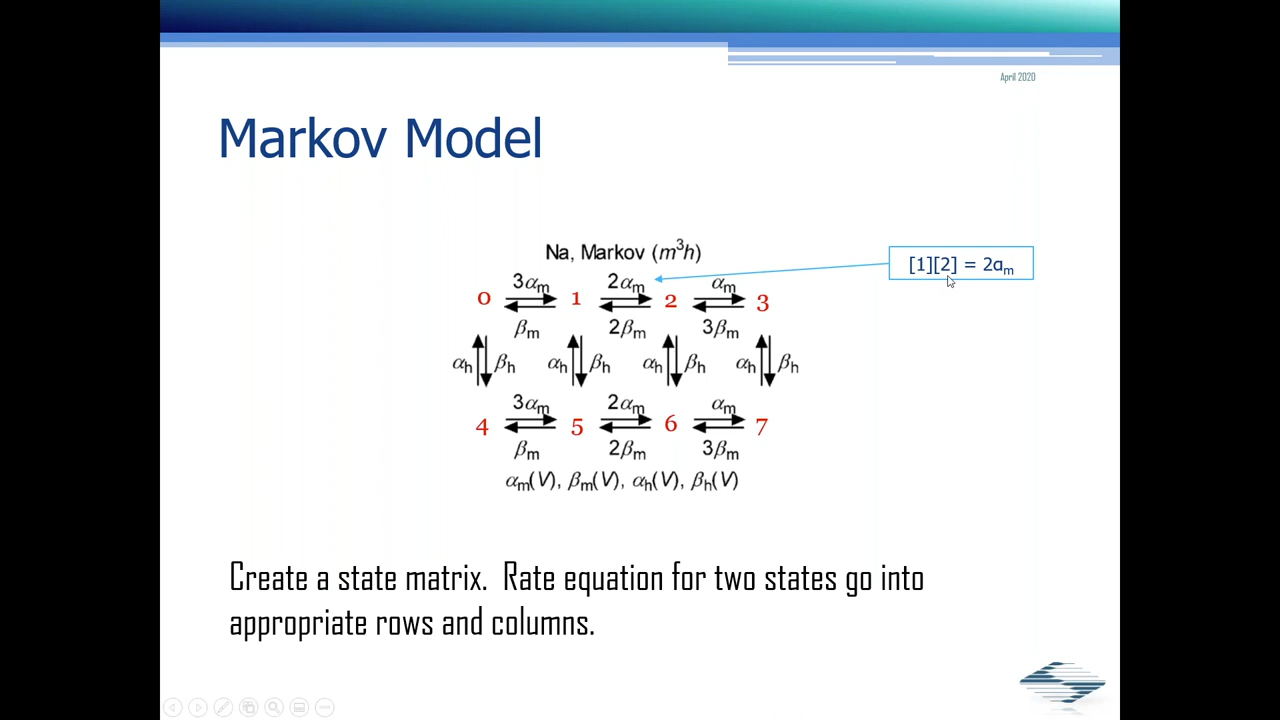 April 2020
Markov Model
Na, Markov (m³h)
[1][2] = 2αₘ
3αₘ 2αₘ αₘ
0 1 2 3
βₘ 2βₘ 3βₘ
αₕ βₕ αₕ βₕ αₕ βₕ αₕ βₕ
3αₘ 2αₘ αₘ
4 5 6 7
βₘ 2βₘ 3βₘ
αₘ(V), βₘ(V), αₕ(V), βₕ(V)
Create a state matrix. Rate equation for two states go into
appropriate rows and columns.